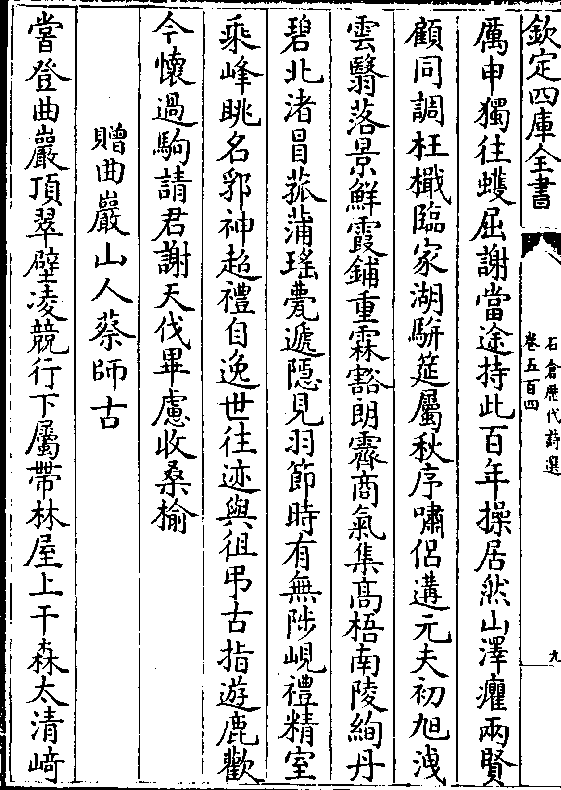 欽定四庫全書
石倉歷代詩選
卷五百四
九
厲申獨往蠖屈謝當途持此百年操居然山澤癯兩賢
顧同調枉檝臨家湖駢筵屬秋序嘯侶遘元夫初旭洩
雲翳落景鮮霞鋪重霖豁朗霽商氣集高梧南陵絢丹
碧北渚冒菰蒲瑤甍遞隱見羽節時有無陟峴禮精室
乘峰眺名郛神超禮自逸世往迹與徂弔古指遊鹿歡
今懷過駒請君謝天伐畢慮收桑榆
贈曲巖山人蔡師古
嘗登曲巖頂翠壁凌競行下屬帶林屋上干森太清﨑